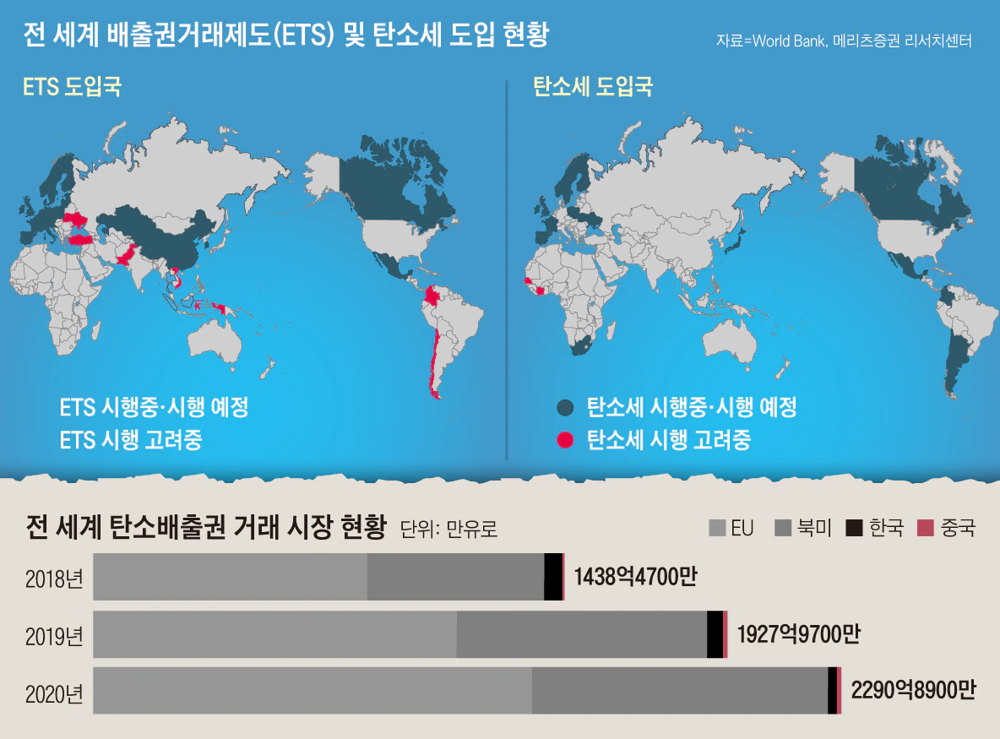 전 세계 배출권거래제도(ETS) 및 탄소세 도입 현황
자료=World Bank, 메리츠증권 리서치센터
ETS 도입국
탄소세 도입국
ETS 시행중·시행 예정
ETS 시행 고려중
탄소세 시행중·시행 예정
탄소세 시행 고려중
전 세계 탄소배출권 거래 시장 현황 단위: 만유로
EU 북미 한국 중국
2018년 1438억4700만
2019년 1927억9700만
2020년 2290억8900만